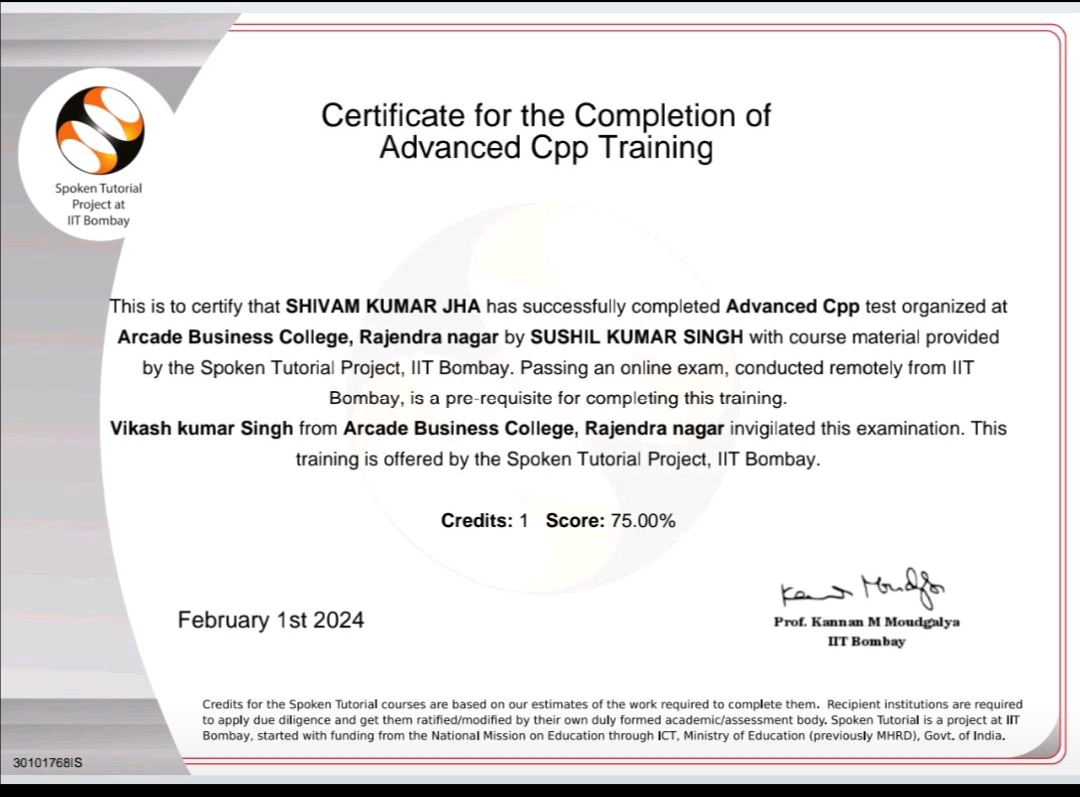 Certificate for the Completion of
Advanced Cpp Training
Spoken Tutorial
Project at
IIT Bombay
This is to certify that SHIVAM KUMAR JHA has successfully completed Advanced Cpp test organized at
Arcade Business College, Rajendra nagar by SUSHIL KUMAR SINGH with course material provided
by the Spoken Tutorial Project, IIT Bombay. Passing an online exam, conducted remotely from IIT
Bombay, is a pre-requisite for completing this training.
Vikash kumar Singh from Arcade Business College, Rajendra nagar invigilated this examination. This
training is offered by the Spoken Tutorial Project, IIT Bombay.
Credits: 1 Score: 75.00%
February 1st 2024
Prof. Kannan M Moudgalya
IIT Bombay
Credits for the Spoken Tutorial courses are based on our estimates of the work required to complete them. Recipient institutions are required
to apply due diligence and get them ratified/modified by their own duly formed academic/assessment body. Spoken Tutorial is a project at IIT
Bombay, started with funding from the National Mission on Education through ICT, Ministry of Education (previously MHRD), Govt. of India.
30101768IS